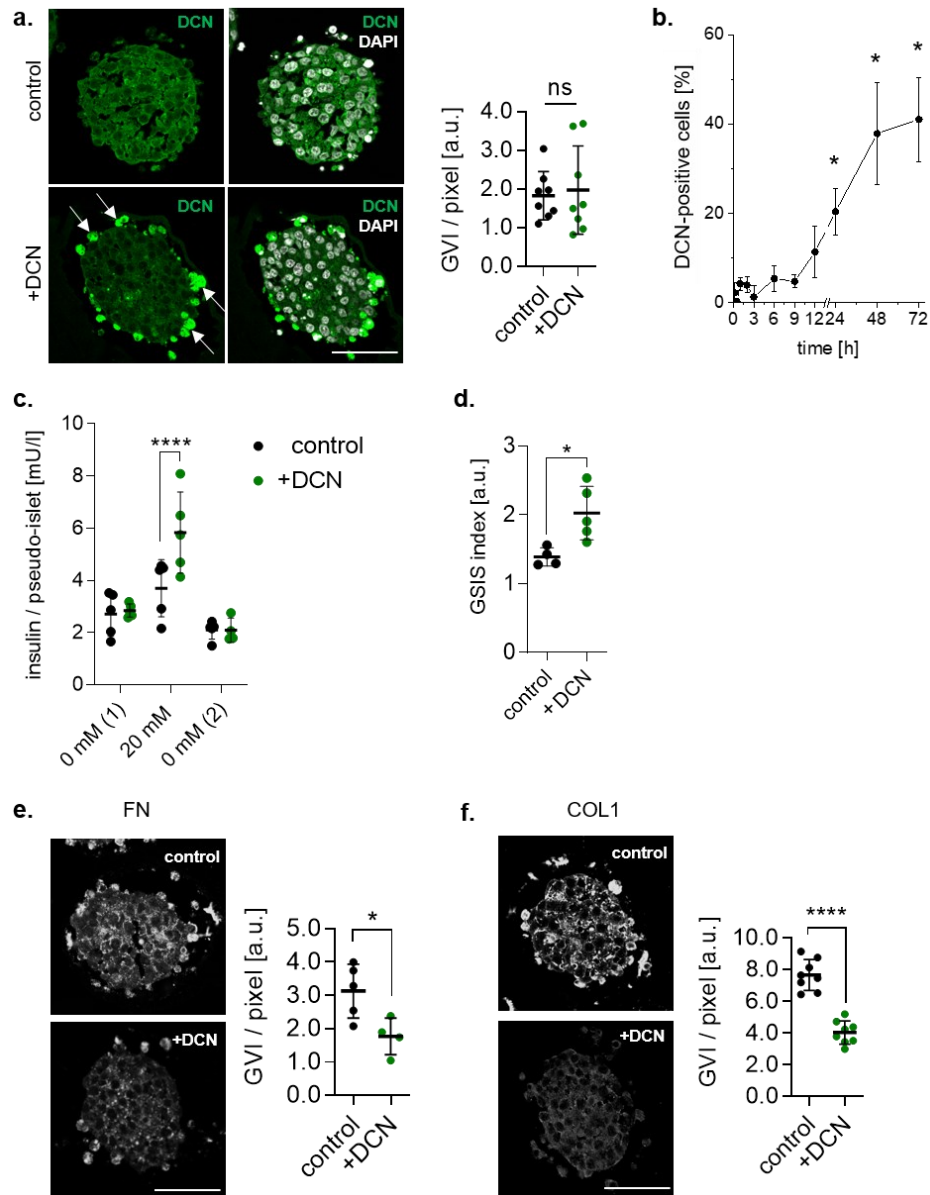 a.
DCN
DCN
DAPI
control
DCN
DCN
DAPI
+DCN
ns
GVI / pixel [a.u.]
4.0
3.0
2.0
1.0
0.0
control
+DCN
b.
DCN-positive cells [%]
60
40
20
0
*
*
*
0 3 6 9 12 24 48 72
time [h]
c.
insulin / pseudo-islet [mU/l]
10
8
6
4
2
0
****
control
+DCN
0 mM (1)
20 mM
0 mM (2)
d.
GSIS index [a.u.]
3
2
1
0
*
control
+DCN
e.
FN
control
+DCN
GVI / pixel [a.u.]
5.0
4.0
3.0
2.0
1.0
0.0
*
control
+DCN
f.
COL1
control
+DCN
GVI / pixel [a.u.]
10.0
8.0
6.0
4.0
2.0
0.0
****
control
+DCN